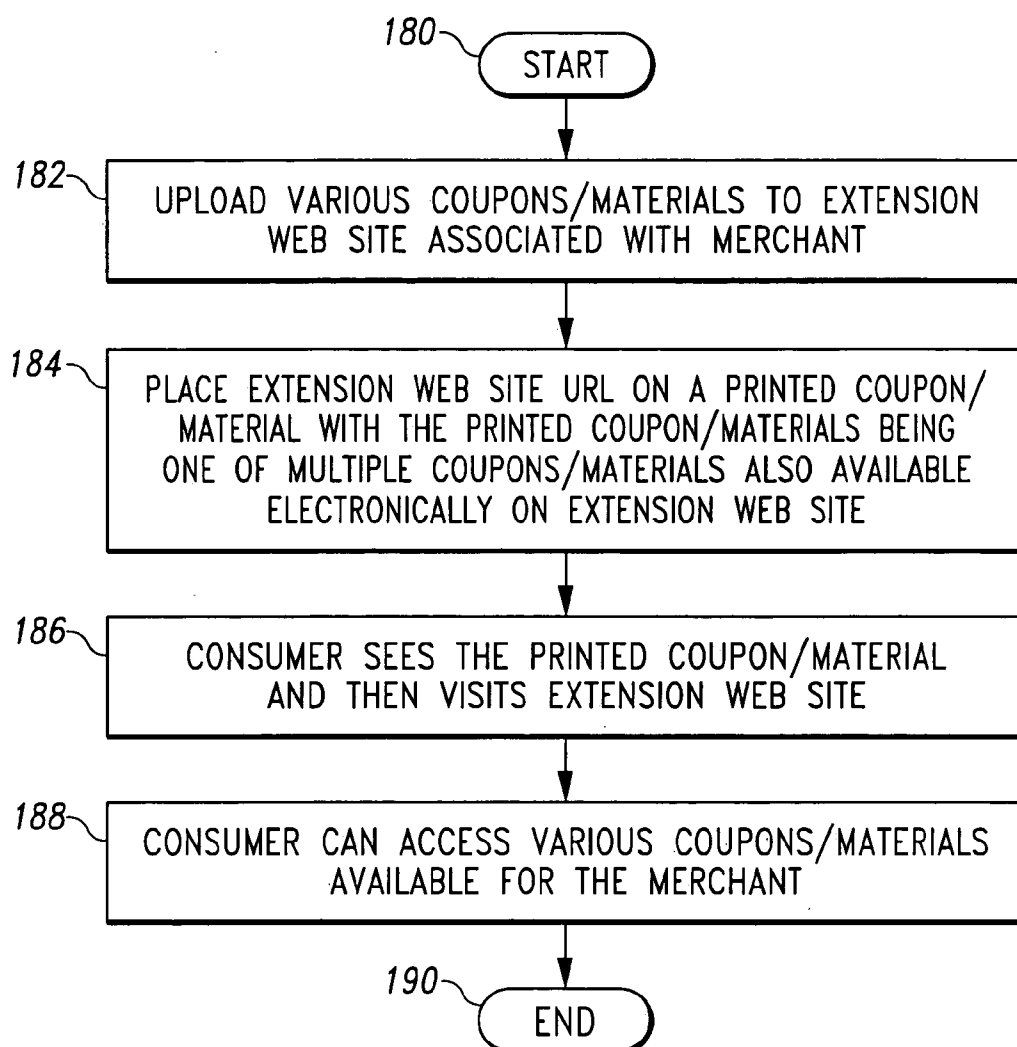 180
START
182
UPLOAD VARIOUS COUPONS/MATERIALS TO EXTENSION
WEB SITE ASSOCIATED WITH MERCHANT
184
PLACE EXTENSION WEB SITE URL ON A PRINTED COUPON/
MATERIAL WITH THE PRINTED COUPON/MATERIALS BEING
ONE OF MULTIPLE COUPONS/MATERIALS ALSO AVAILABLE
ELECTRONICALLY ON EXTENSION WEB SITE
186
CONSUMER SEES THE PRINTED COUPON/MATERIAL
AND THEN VISITS EXTENSION WEB SITE
188
CONSUMER CAN ACCESS VARIOUS COUPONS/MATERIALS
AVAILABLE FOR THE MERCHANT
190
END